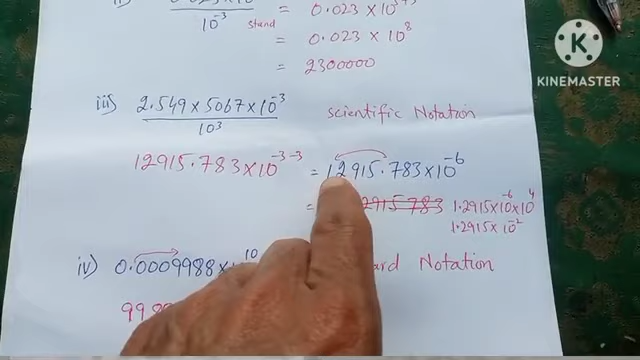 10⁻³ stand = 0.023 × 10
= 0.023 × 10⁸
= 2300000
KINEMASTER
iii) 2.549 × 5067 × 10⁻³ / 10³ scientific Notation
12915.783 × 10⁻³⁻³ = 12915.783 × 10⁻⁶
= 2915 783 1.2915 × 10⁻⁶ × 10⁴
1.2915 × 10⁻²
iv) 0.0009988 × 10 Notation